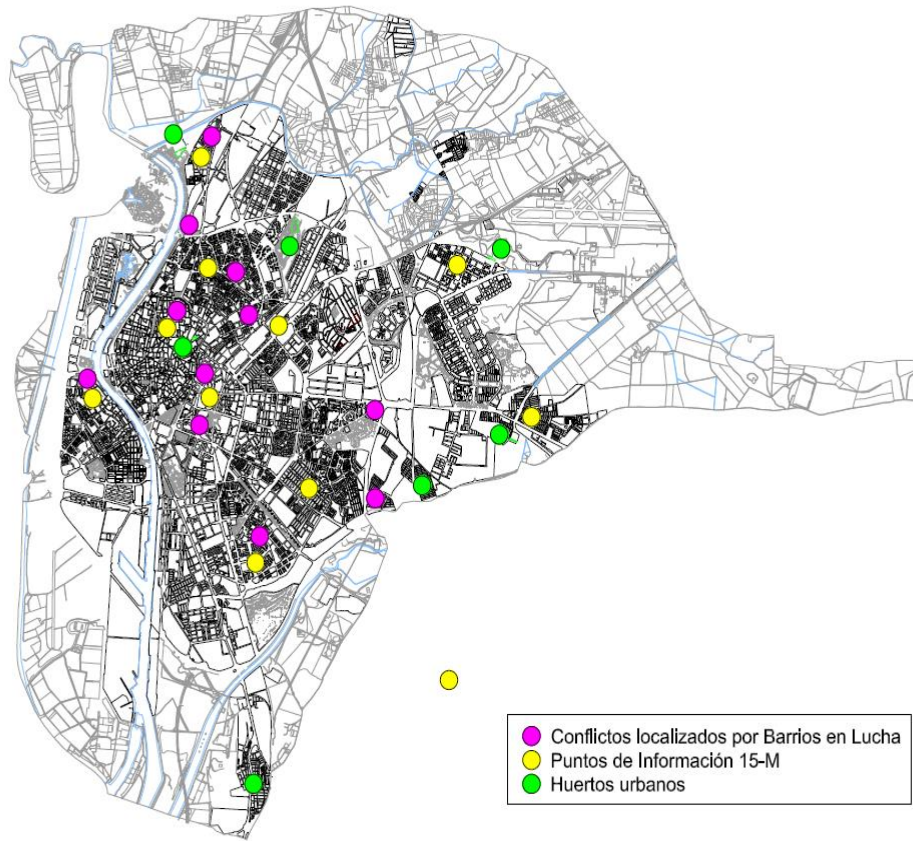 Conflictos localizados por Barrios en Lucha
Puntos de Información 15-M
Huertos urbanos